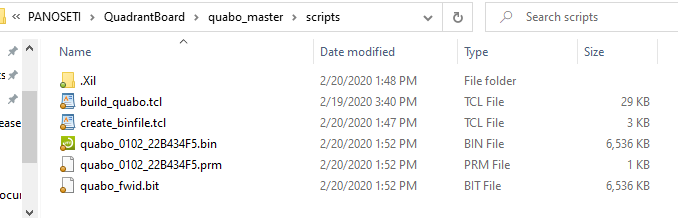 « PANOSETI > QuadrantBoard > quabo_master > scripts
Search scripts
Name Date modified Type Size
.Xil 2/20/2020 1:48 PM File folder
build_quabo.tcl 2/19/2020 3:40 PM TCL File 29 KB
create_binfile.tcl 2/20/2020 1:47 PM TCL File 3 KB
quabo_0102_22B434F5.bin 2/20/2020 1:52 PM BIN File 6,536 KB
quabo_0102_22B434F5.prm 2/20/2020 1:52 PM PRM File 1 KB
quabo_fwid.bit 2/20/2020 1:52 PM BIT File 6,536 KB
ts
ease
ocur